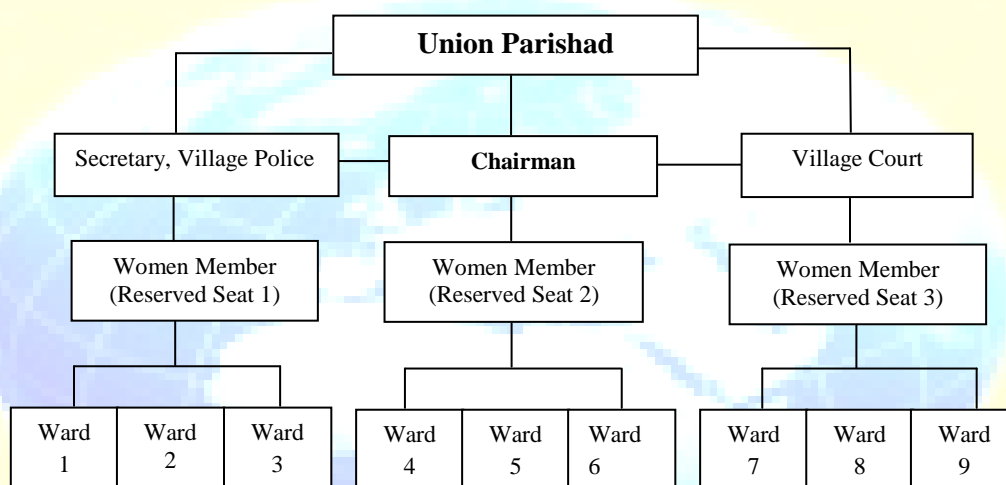 Union Parishad
Secretary, Village Police
Chairman
Village Court
Women Member
(Reserved Seat 1)
Women Member
(Reserved Seat 2)
Women Member
(Reserved Seat 3)
Ward
1
Ward
2
Ward
3
Ward
4
Ward
5
Ward
6
Ward
7
Ward
8
Ward
9